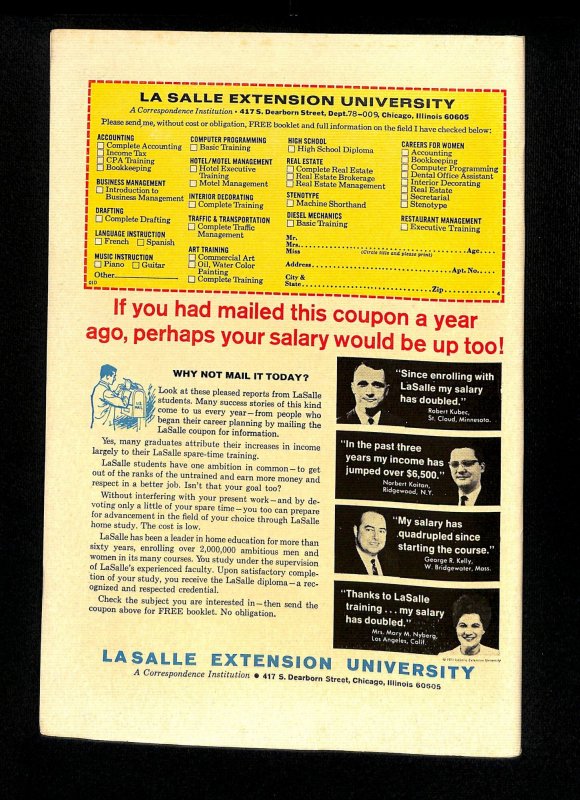 LA SALLE EXTENSION UNIVERSITY
A Correspondence Institution • 417 S. Dearborn Street, Dept. 78-009, Chicago, Illinois 60605
Please send me, without cost or obligation, FREE booklet and full information on the field I have checked below:
ACCOUNTING
Complete Accounting
Income Tax
CPA Training
Bookkeeping
BUSINESS MANAGEMENT
Introduction to
Business Management
DRAFTING
Complete Drafting
LANGUAGE INSTRUCTION
French Spanish
MUSIC INSTRUCTION
Piano Guitar
Other
010
COMPUTER PROGRAMMING
Basic Training
HOTEL/MOTEL MANAGEMENT
Hotel Executive
Training
Motel Management
INTERIOR DECORATING
Complete Training
TRAFFIC & TRANSPORTATION
Complete Traffic
Management
ART TRAINING
Commercial Art
Oil, Water Color
Painting
Complete Training
HIGH SCHOOL
High School Diploma
REAL ESTATE
Complete Real Estate
Real Estate Brokerage
Real Estate Management
STENOTYPE
Machine Shorthand
DIESEL MECHANICS
Basic Training
CAREERS FOR WOMEN
Accounting
Bookkeeping
Computer Programming
Dental Office Assistant
Interior Decorating
Real Estate
Secretarial
Stenotype
RESTAURANT MANAGEMENT
Executive Training
Mr.
Mrs. Age
Miss (Circle title and please print)
Address Apt. No.
City &
State Zip
4
If you had mailed this coupon a year
ago, perhaps your salary would be up too!
MAIL
WHY NOT MAIL IT TODAY?
Look at these pleased reports from LaSalle
students. Many success stories of this kind
come to us every year—from people who
began their career planning by mailing the
LaSalle coupon for information.
Yes, many graduates attribute their increases in income
largely to their LaSalle spare-time training.
LaSalle students have one ambition in common—to get
out of the ranks of the untrained and earn more money and
respect in a better job. Isn't that your goal too?
Without interfering with your present work—and by de-
voting only a little of your spare time—you too can prepare
for advancement in the field of your choice through LaSalle
home study. The cost is low.
LaSalle has been a leader in home education for more than
sixty years, enrolling over 2,000,000 ambitious men and
women in its many courses. You study under the supervision
of LaSalle's experienced faculty. Upon satisfactory comple-
tion of your study, you receive the LaSalle diploma—a rec-
ognized and respected credential.
Check the subject you are interested in—then send the
coupon above for FREE booklet. No obligation.
"Since enrolling with
LaSalle my salary
has doubled."
Robert Kubec,
St. Cloud, Minnesota.
"In the past three
years my income has
jumped over $6,500."
Norbert Kaiton,
Ridgewood, N.Y.
"My salary has
quadrupled since
starting the course."
George R. Kelly,
W. Bridgewater, Mass.
"Thanks to LaSalle
training . . . my salary
has doubled."
Mrs. Mary M. Nyberg,
Los Angeles, Calif.
LA SALLE EXTENSION UNIVERSITY
A Correspondence Institution • 417 S. Dearborn Street, Chicago, Illinois 60605